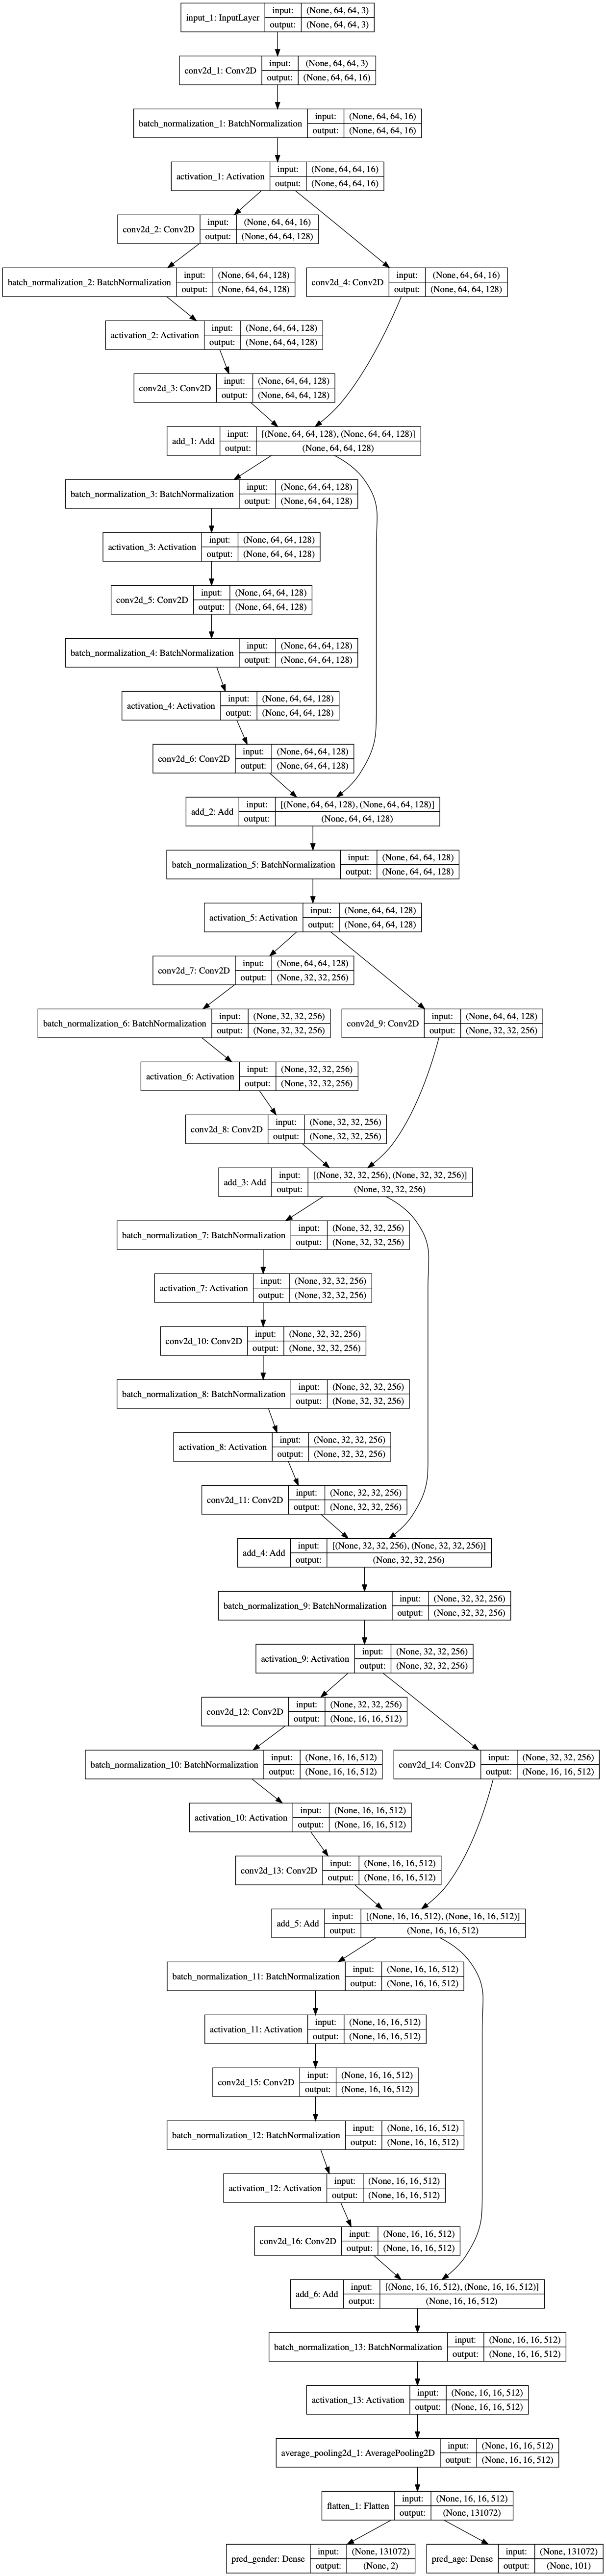 input_1: InputLayer
input: (None, 64, 64, 3)
output: (None, 64, 64, 3)
conv2d_1: Conv2D
input: (None, 64, 64, 3)
output: (None, 64, 64, 16)
batch_normalization_1: BatchNormalization
input: (None, 64, 64, 16)
output: (None, 64, 64, 16)
activation_1: Activation
input: (None, 64, 64, 16)
output: (None, 64, 64, 16)
conv2d_2: Conv2D
input: (None, 64, 64, 16)
output: (None, 64, 64, 128)
batch_normalization_2: BatchNormalization
input: (None, 64, 64, 128)
output: (None, 64, 64, 128)
conv2d_4: Conv2D
input: (None, 64, 64, 16)
output: (None, 64, 64, 128)
activation_2: Activation
input: (None, 64, 64, 128)
output: (None, 64, 64, 128)
conv2d_3: Conv2D
input: (None, 64, 64, 128)
output: (None, 64, 64, 128)
add_1: Add
input: [(None, 64, 64, 128), (None, 64, 64, 128)]
output: (None, 64, 64, 128)
batch_normalization_3: BatchNormalization
input: (None, 64, 64, 128)
output: (None, 64, 64, 128)
activation_3: Activation
input: (None, 64, 64, 128)
output: (None, 64, 64, 128)
conv2d_5: Conv2D
input: (None, 64, 64, 128)
output: (None, 64, 64, 128)
batch_normalization_4: BatchNormalization
input: (None, 64, 64, 128)
output: (None, 64, 64, 128)
activation_4: Activation
input: (None, 64, 64, 128)
output: (None, 64, 64, 128)
conv2d_6: Conv2D
input: (None, 64, 64, 128)
output: (None, 64, 64, 128)
add_2: Add
input: [(None, 64, 64, 128), (None, 64, 64, 128)]
output: (None, 64, 64, 128)
batch_normalization_5: BatchNormalization
input: (None, 64, 64, 128)
output: (None, 64, 64, 128)
activation_5: Activation
input: (None, 64, 64, 128)
output: (None, 64, 64, 128)
conv2d_7: Conv2D
input: (None, 64, 64, 128)
output: (None, 32, 32, 256)
batch_normalization_6: BatchNormalization
input: (None, 32, 32, 256)
output: (None, 32, 32, 256)
conv2d_9: Conv2D
input: (None, 64, 64, 128)
output: (None, 32, 32, 256)
activation_6: Activation
input: (None, 32, 32, 256)
output: (None, 32, 32, 256)
conv2d_8: Conv2D
input: (None, 32, 32, 256)
output: (None, 32, 32, 256)
add_3: Add
input: [(None, 32, 32, 256), (None, 32, 32, 256)]
output: (None, 32, 32, 256)
batch_normalization_7: BatchNormalization
input: (None, 32, 32, 256)
output: (None, 32, 32, 256)
activation_7: Activation
input: (None, 32, 32, 256)
output: (None, 32, 32, 256)
conv2d_10: Conv2D
input: (None, 32, 32, 256)
output: (None, 32, 32, 256)
batch_normalization_8: BatchNormalization
input: (None, 32, 32, 256)
output: (None, 32, 32, 256)
activation_8: Activation
input: (None, 32, 32, 256)
output: (None, 32, 32, 256)
conv2d_11: Conv2D
input: (None, 32, 32, 256)
output: (None, 32, 32, 256)
add_4: Add
input: [(None, 32, 32, 256), (None, 32, 32, 256)]
output: (None, 32, 32, 256)
batch_normalization_9: BatchNormalization
input: (None, 32, 32, 256)
output: (None, 32, 32, 256)
activation_9: Activation
input: (None, 32, 32, 256)
output: (None, 32, 32, 256)
conv2d_12: Conv2D
input: (None, 32, 32, 256)
output: (None, 16, 16, 512)
batch_normalization_10: BatchNormalization
input: (None, 16, 16, 512)
output: (None, 16, 16, 512)
conv2d_14: Conv2D
input: (None, 32, 32, 256)
output: (None, 16, 16, 512)
activation_10: Activation
input: (None, 16, 16, 512)
output: (None, 16, 16, 512)
conv2d_13: Conv2D
input: (None, 16, 16, 512)
output: (None, 16, 16, 512)
add_5: Add
input: [(None, 16, 16, 512), (None, 16, 16, 512)]
output: (None, 16, 16, 512)
batch_normalization_11: BatchNormalization
input: (None, 16, 16, 512)
output: (None, 16, 16, 512)
activation_11: Activation
input: (None, 16, 16, 512)
output: (None, 16, 16, 512)
conv2d_15: Conv2D
input: (None, 16, 16, 512)
output: (None, 16, 16, 512)
batch_normalization_12: BatchNormalization
input: (None, 16, 16, 512)
output: (None, 16, 16, 512)
activation_12: Activation
input: (None, 16, 16, 512)
output: (None, 16, 16, 512)
conv2d_16: Conv2D
input: (None, 16, 16, 512)
output: (None, 16, 16, 512)
add_6: Add
input: [(None, 16, 16, 512), (None, 16, 16, 512)]
output: (None, 16, 16, 512)
batch_normalization_13: BatchNormalization
input: (None, 16, 16, 512)
output: (None, 16, 16, 512)
activation_13: Activation
input: (None, 16, 16, 512)
output: (None, 16, 16, 512)
average_pooling2d_1: AveragePooling2D
input: (None, 16, 16, 512)
output: (None, 16, 16, 512)
flatten_1: Flatten
input: (None, 16, 16, 512)
output: (None, 131072)
pred_gender: Dense
input: (None, 131072)
output: (None, 2)
pred_age: Dense
input: (None, 131072)
output: (None, 101)